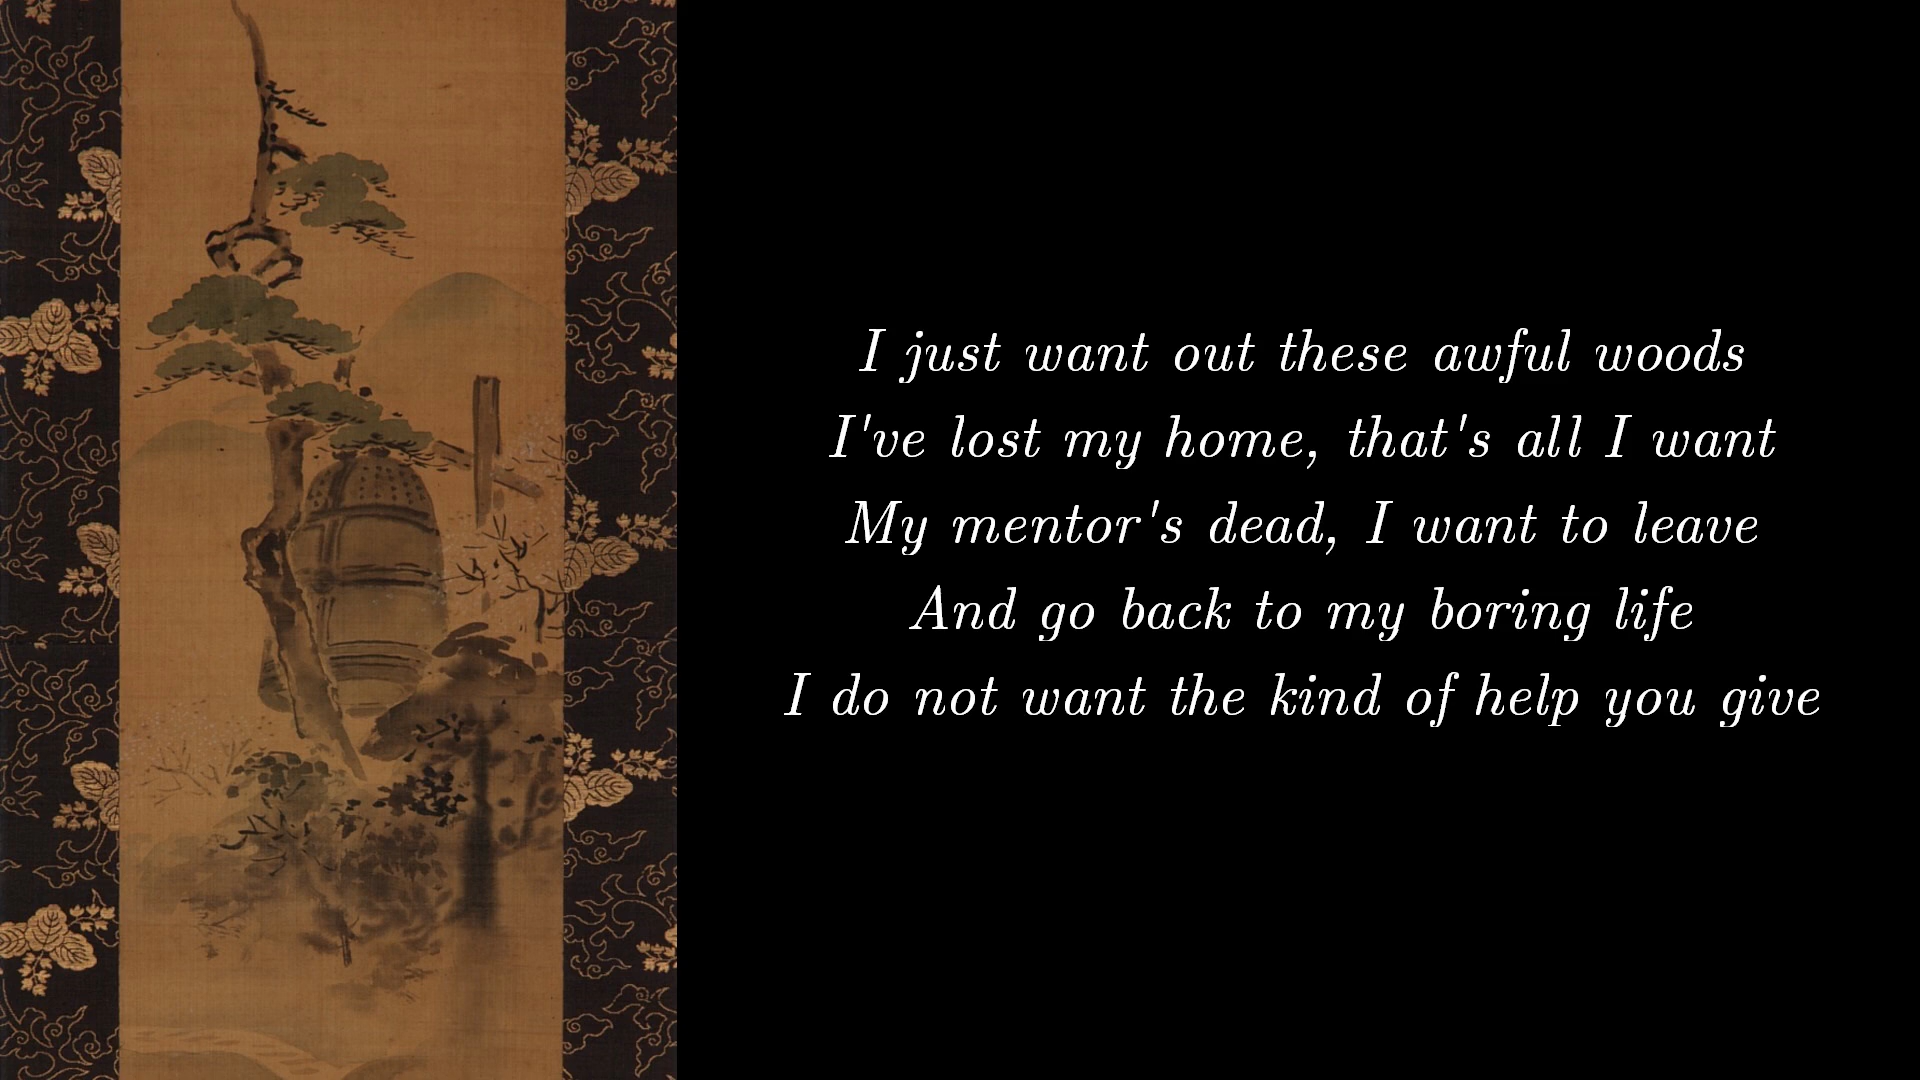 I just want out these awful woods
I've lost my home, that's all I want
My mentor's dead, I want to leave
And go back to my boring life
I do not want the kind of help you give